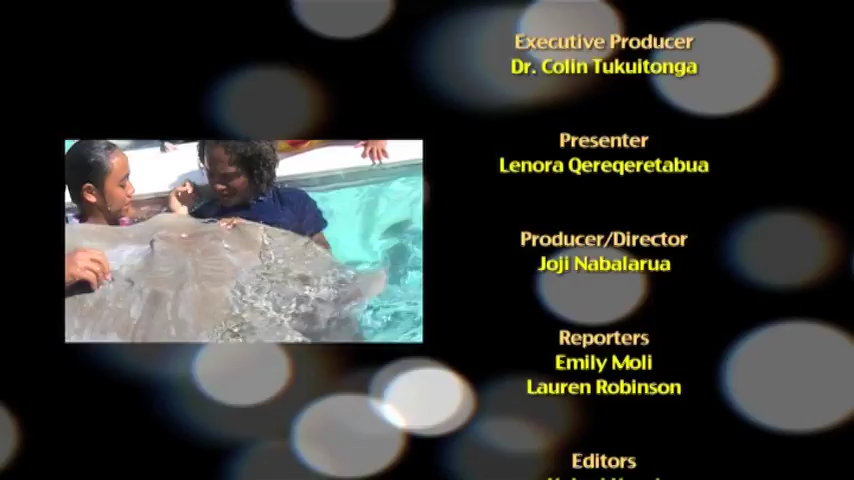 Executive Producer
Dr. Colin Tukuitonga
Presenter
Lenora Qereqeretabua
Producer/Director
Joji Nabalarua
Reporters
Emily Moli
Lauren Robinson
Editors